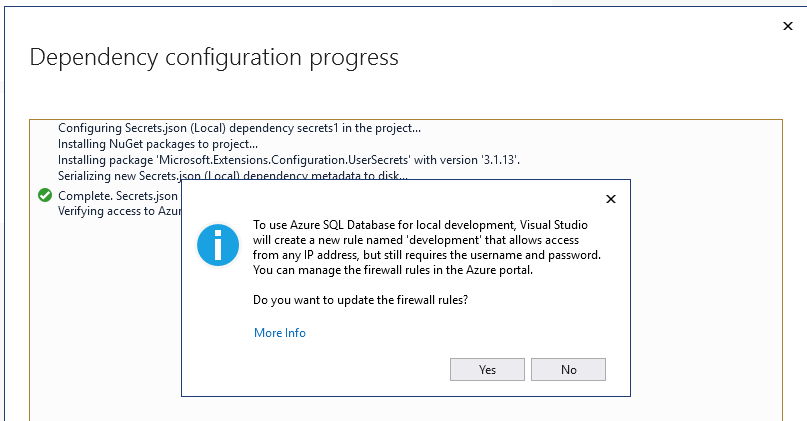 Dependency configuration progress
Configuring Secrets.json (Local) dependency secrets1 in the project...
Installing NuGet packages to project...
Installing package 'Microsoft.Extensions.Configuration.UserSecrets' with version '3.1.13'.
Serializing new Secrets.json (Local) dependency metadata to disk...
Complete. Secrets.json
Verifying access to Azur
To use Azure SQL Database for local development, Visual Studio
will create a new rule named 'development' that allows access
from any IP address, but still requires the username and password.
You can manage the firewall rules in the Azure portal.
Do you want to update the firewall rules?
More Info
Yes
No